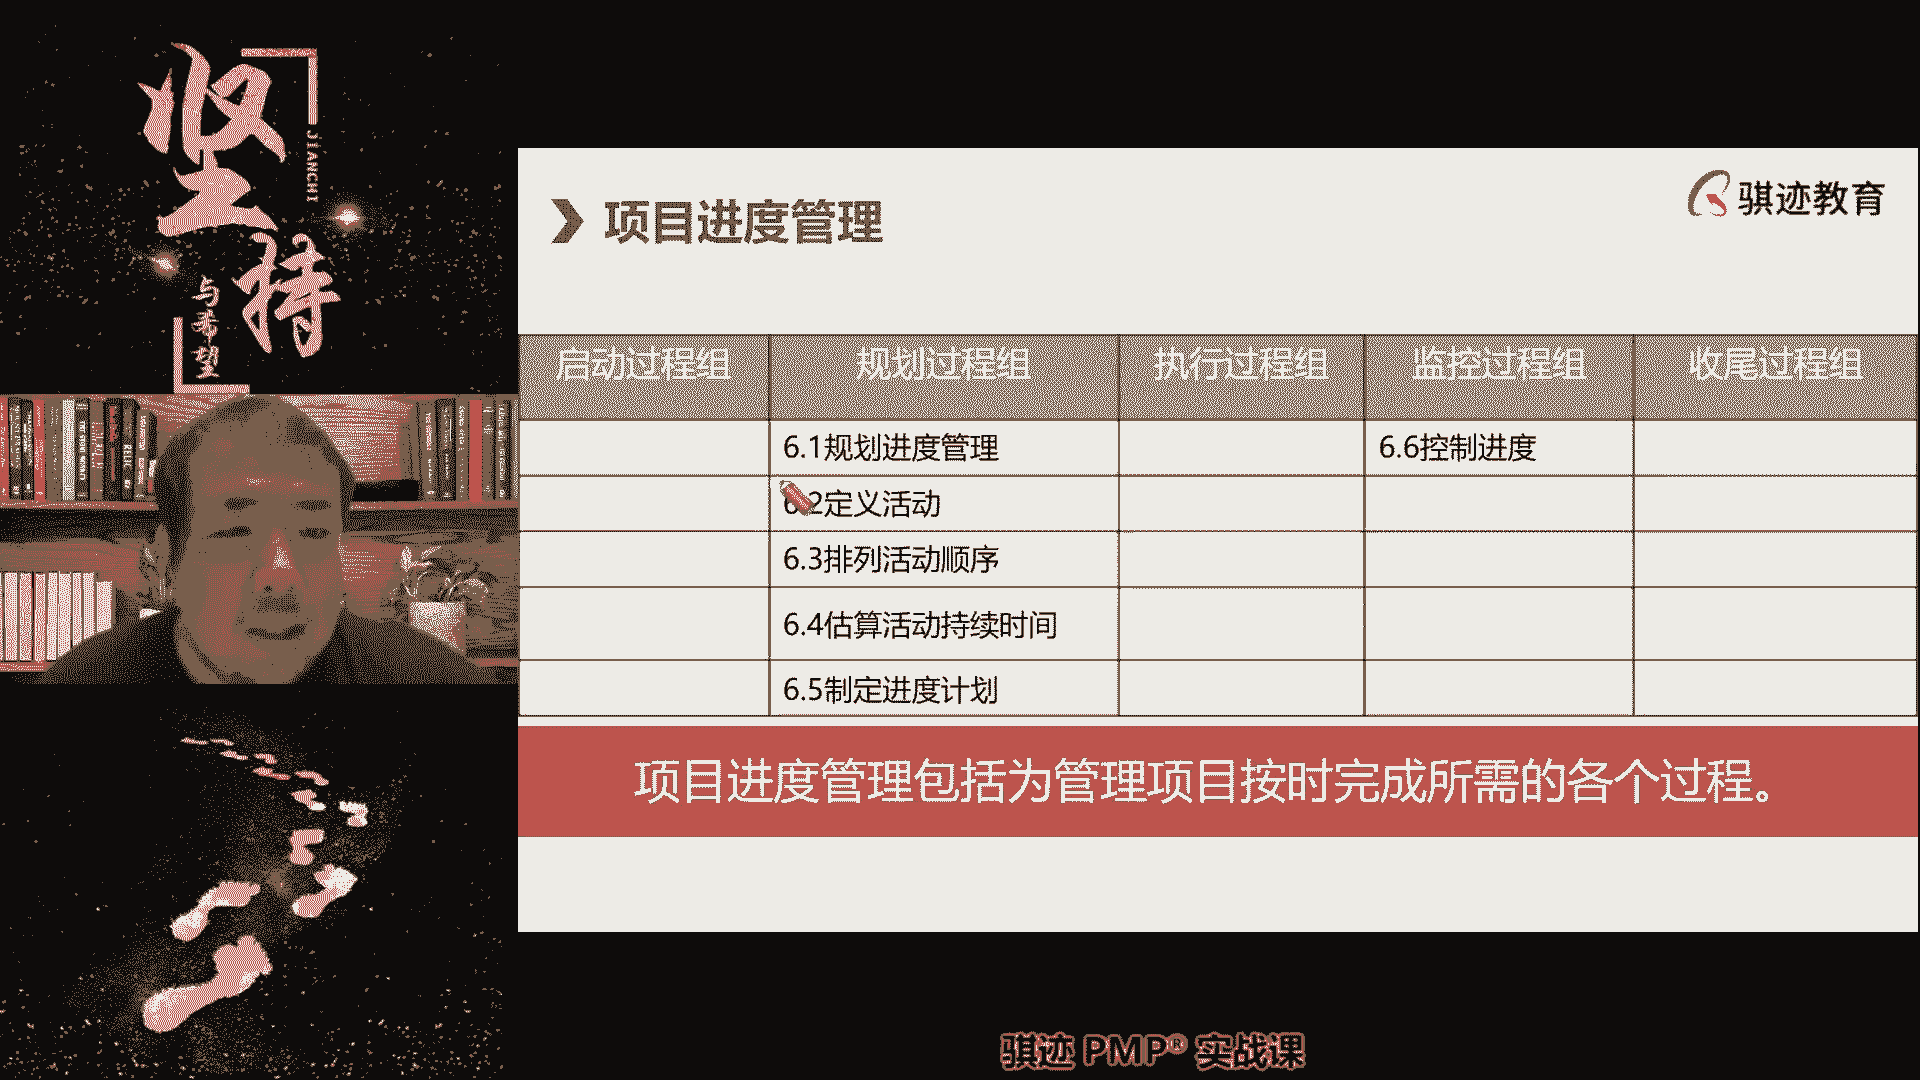 坚持
JIANCHI
与希望
项目进度管理
骐迹教育
启动过程组 规划过程组 执行过程组 监控过程组 收尾过程组
6.1规划进度管理 6.6控制进度
6.2定义活动
6.3排列活动顺序
6.4估算活动持续时间
6.5制定进度计划
项目进度管理包括为管理项目按时完成所需的各个过程。
骐迹 PMP® 实战课